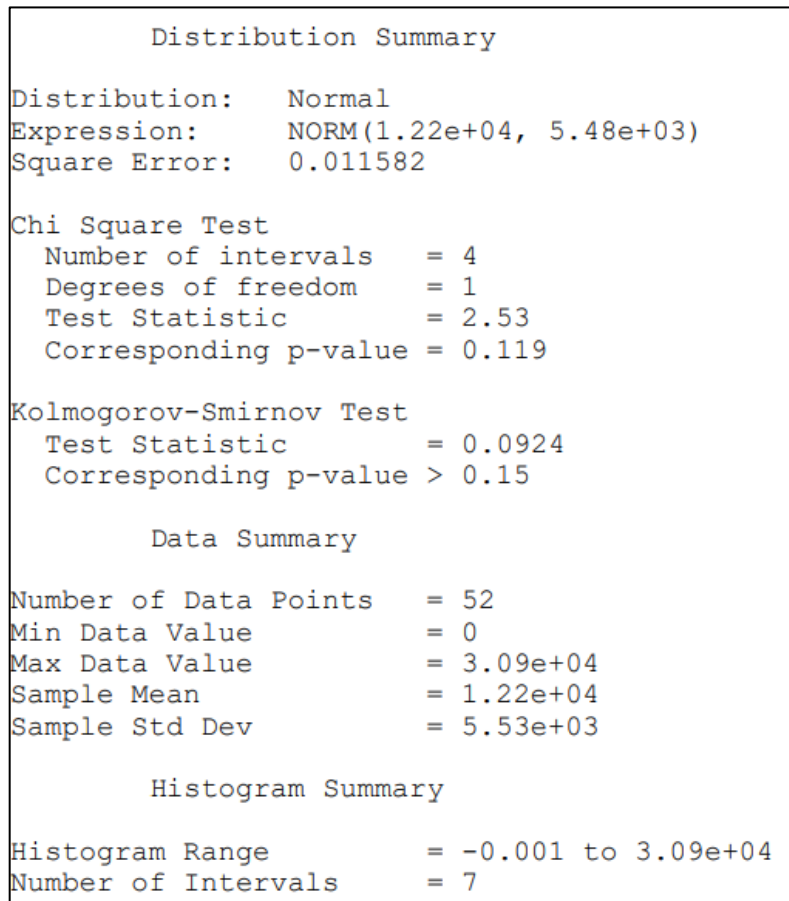 Distribution Summary
Distribution: Normal
Expression: NORM(1.22e+04, 5.48e+03)
Square Error: 0.011582
Chi Square Test
Number of intervals = 4
Degrees of freedom = 1
Test Statistic = 2.53
Corresponding p-value = 0.119
Kolmogorov-Smirnov Test
Test Statistic = 0.0924
Corresponding p-value > 0.15
Data Summary
Number of Data Points = 52
Min Data Value = 0
Max Data Value = 3.09e+04
Sample Mean = 1.22e+04
Sample Std Dev = 5.53e+03
Histogram Summary
Histogram Range = -0.001 to 3.09e+04
Number of Intervals = 7